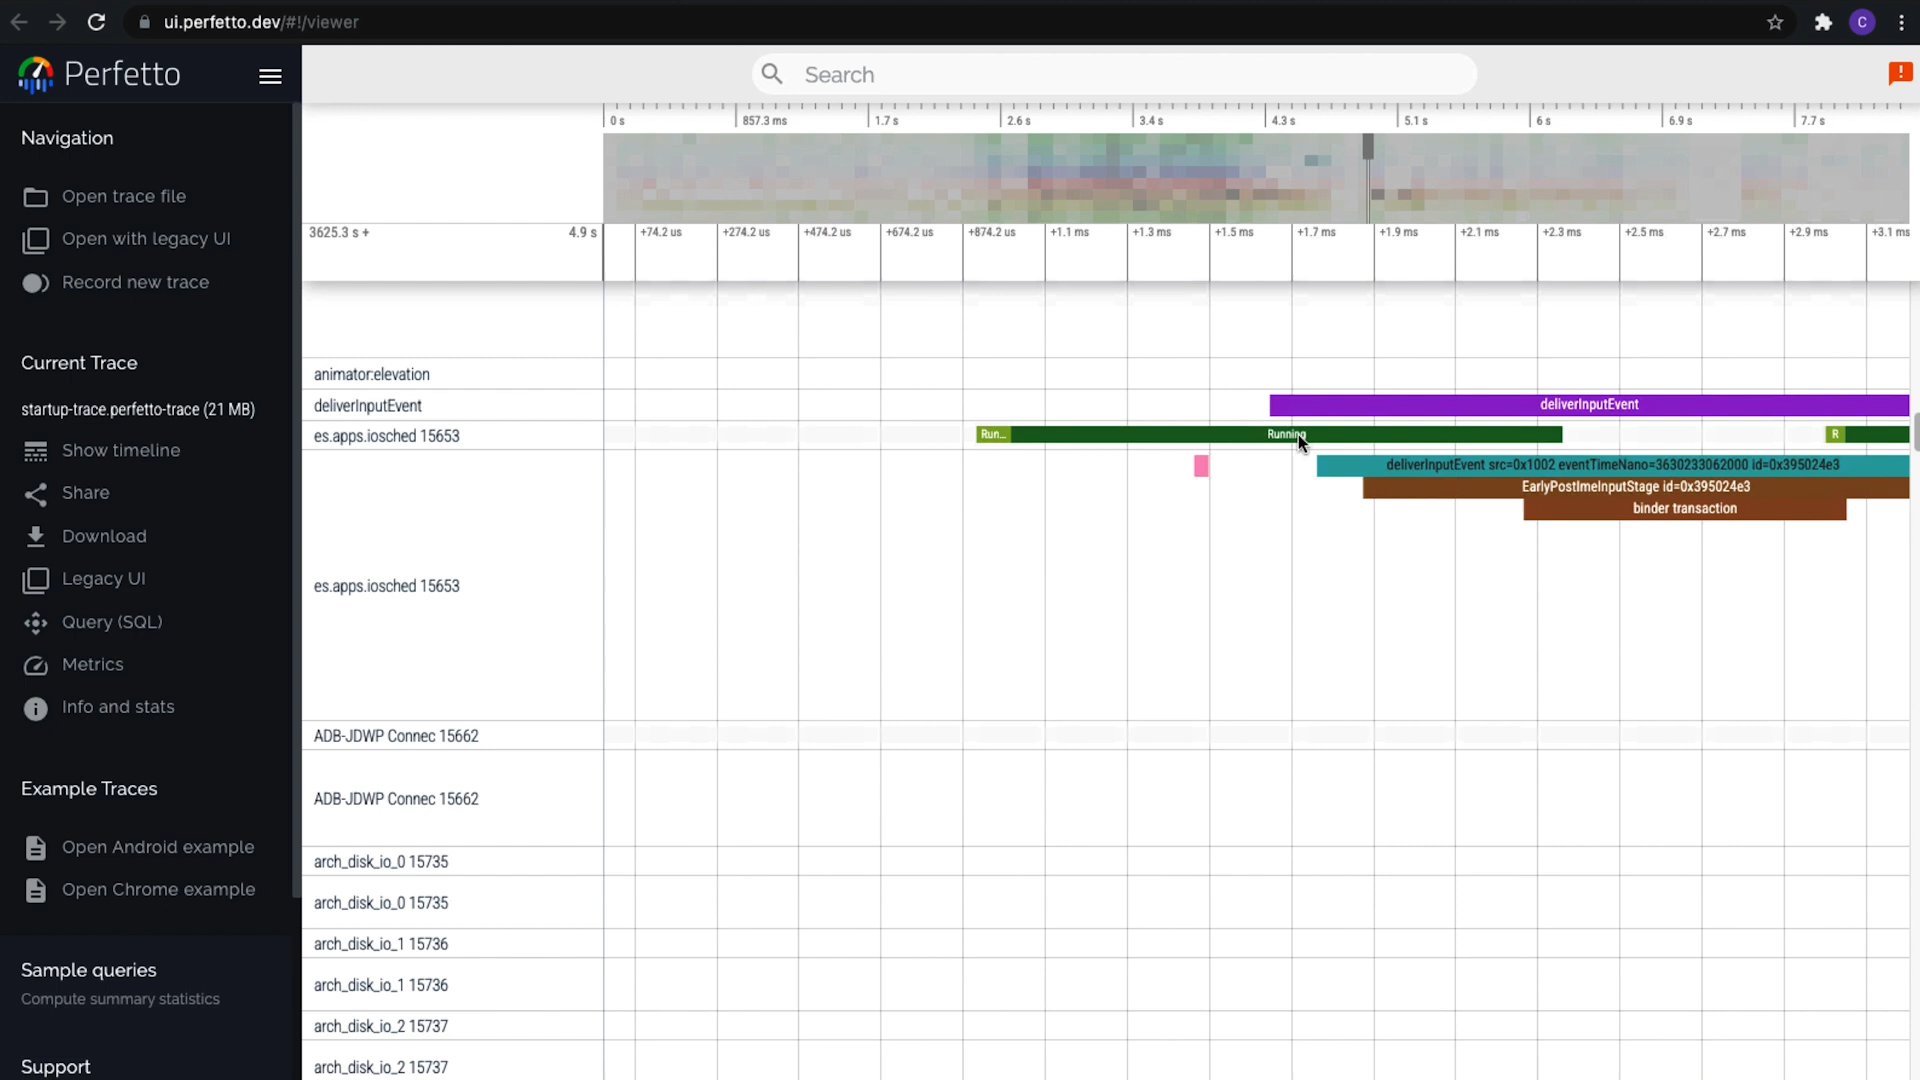 ui.perfetto.dev/#!/viewer
C
Perfetto
Search
Navigation
Open trace file
Open with legacy UI
Record new trace
Current Trace
startup-trace.perfetto-trace (21 MB)
Show timeline
Share
Download
Legacy UI
Query (SQL)
Metrics
Info and stats
Example Traces
Open Android example
Open Chrome example
Sample queries
Compute summary statistics
Support
0 s 857.3 ms 1.7 s 2.6 s 3.4 s 4.3 s 5.1 s 6 s 6.9 s 7.7 s
3625.3 s + 4.9 s +74.2 us +274.2 us +474.2 us +674.2 us +874.2 us +1.1 ms +1.3 ms +1.5 ms +1.7 ms +1.9 ms +2.1 ms +2.3 ms +2.5 ms +2.7 ms +2.9 ms +3.1 ms
animator:elevation
deliverInputEvent deliverInputEvent
es.apps.iosched 15653 Run... Running R
deliverInputEvent src=0x1002 eventTimeNano=3630233062000 id=0x395024e3
EarlyPostImeInputStage id=0x395024e3
binder transaction
es.apps.iosched 15653
ADB-JDWP Connec 15662
ADB-JDWP Connec 15662
arch_disk_io_0 15735
arch_disk_io_0 15735
arch_disk_io_1 15736
arch_disk_io_1 15736
arch_disk_io_2 15737
arch_disk_io_2 15737